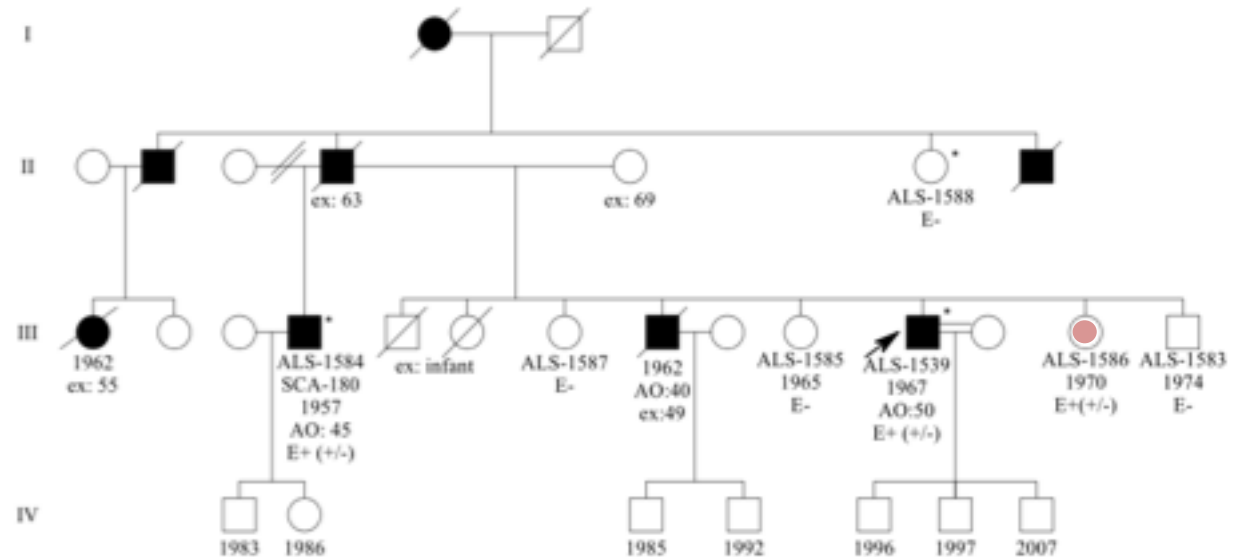 I
II
*
ex: 63
ex: 69
ALS-1588
E-
III
*
*
1962
ex: 55
ALS-1584
SCA-180
1957
AO: 45
E+ (+/-)
ex: infant
ALS-1587
E-
1962
AO:40
ex:49
ALS-1585
1965
E-
ALS-1539
1967
AO:50
E+ (+/-)
ALS-1586
1970
E+(+/-)
ALS-1583
1974
E-
IV
1983
1986
1985
1992
1996
1997
2007